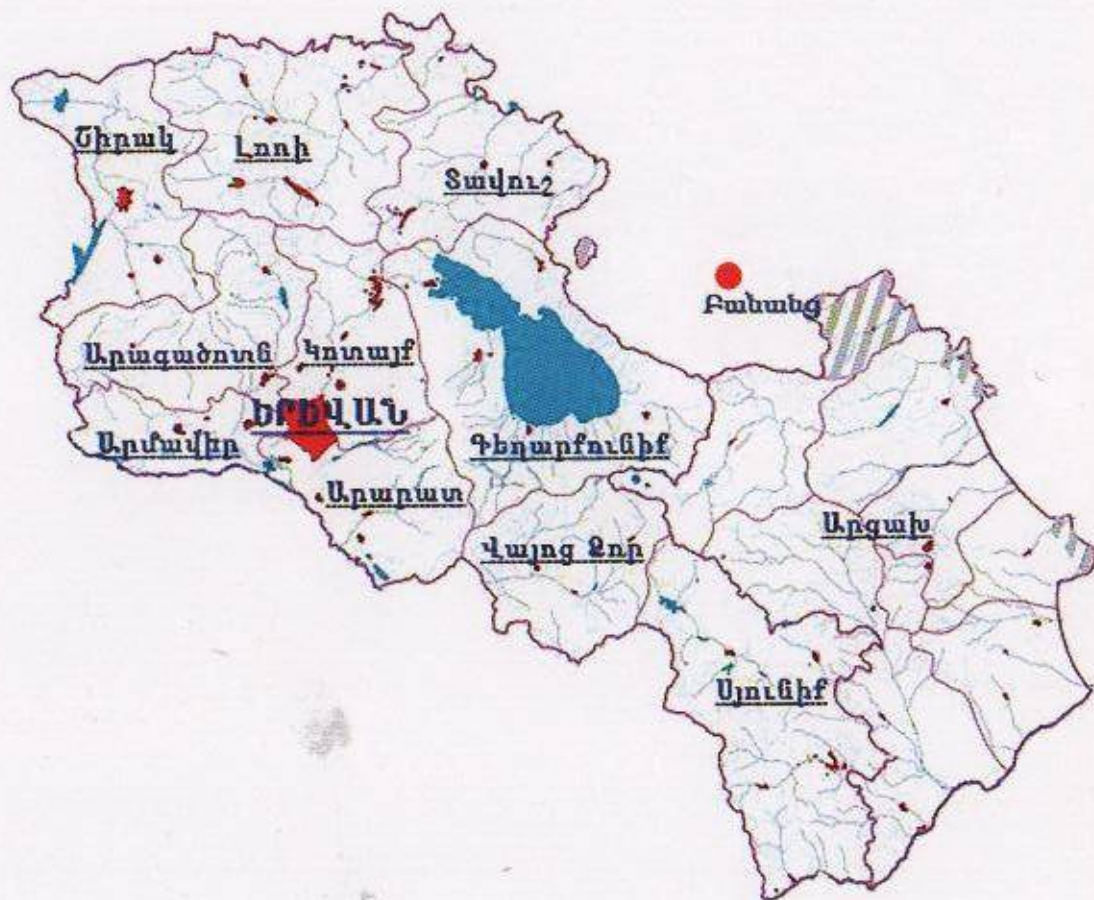 Շիրակ
Լոռի
Տավուշ
Բանանց
Արագածոտն
Կոտայք
ԵՐԵՎԱՆ
Արմավիր
Գեղարքունիք
Արարատ
Արցախ
Վայոց Ձոր
Սյունիք